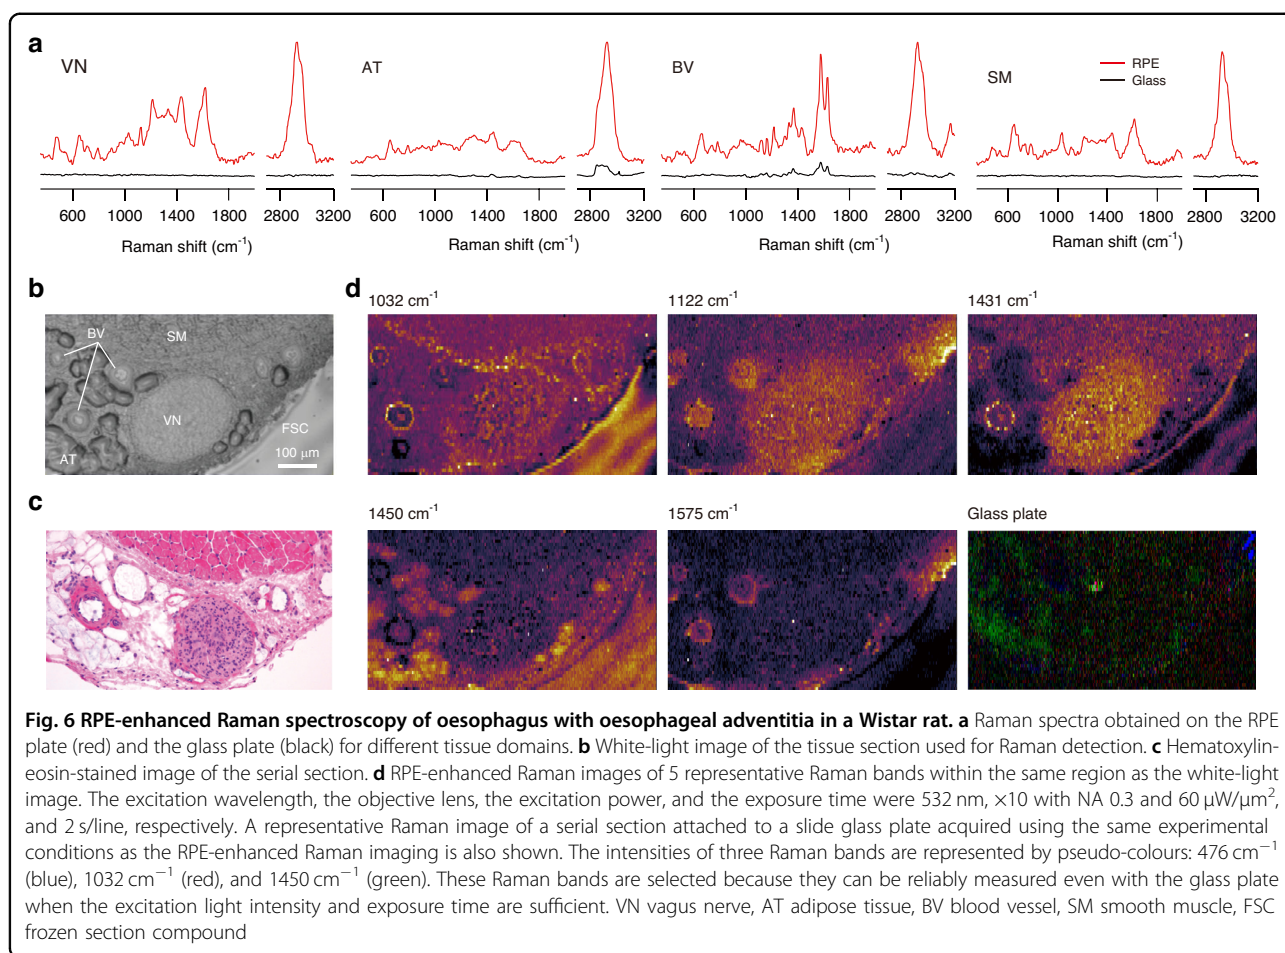 a
VN
AT
BV
SM
RPE
Glass
600 1000 1400 1800 2800 3200
600 1000 1400 1800 2800 3200
600 1000 1400 1800 2800 3200
600 1000 1400 1800 2800 3200
Raman shift (cm⁻¹)
Raman shift (cm⁻¹)
Raman shift (cm⁻¹)
Raman shift (cm⁻¹)
b
BV
SM
VN
FSC
AT
100 μm
c
d
1032 cm⁻¹
1122 cm⁻¹
1431 cm⁻¹
1450 cm⁻¹
1575 cm⁻¹
Glass plate
Fig. 6 RPE-enhanced Raman spectroscopy of oesophagus with oesophageal adventitia in a Wistar rat. a Raman spectra obtained on the RPE
plate (red) and the glass plate (black) for different tissue domains. b White-light image of the tissue section used for Raman detection. c Hematoxylin-
eosin-stained image of the serial section. d RPE-enhanced Raman images of 5 representative Raman bands within the same region as the white-light
image. The excitation wavelength, the objective lens, the excitation power, and the exposure time were 532 nm, ×10 with NA 0.3 and 60 μW/μm²,
and 2 s/line, respectively. A representative Raman image of a serial section attached to a slide glass plate acquired using the same experimental
conditions as the RPE-enhanced Raman imaging is also shown. The intensities of three Raman bands are represented by pseudo-colours: 476 cm⁻¹
(blue), 1032 cm⁻¹ (red), and 1450 cm⁻¹ (green). These Raman bands are selected because they can be reliably measured even with the glass plate
when the excitation light intensity and exposure time are sufficient. VN vagus nerve, AT adipose tissue, BV blood vessel, SM smooth muscle, FSC
frozen section compound